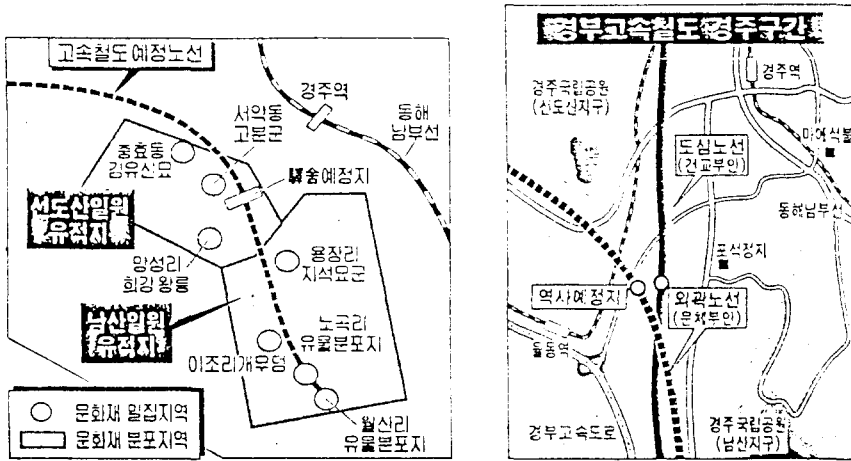 고속철도예정노선
경주역
동해
남부선
서악동
고분군
중효동
김유신묘
驛舍예정지
선도산일원
유적지
망성리
희강왕릉
용장리
지석묘군
남산일원
유적지
노곡리
유물분포지
이조리개무덤
월산리
유물분포지
문화재 밀집지역
문화재 분포지역
경부고속철도 경주구간
경주국립공원
(선도산지구)
경주역
마애석불
도심노선
(건교부안)
동해남부선
포석정지
역사예정지
외곽노선
(문체부안)
경부고속도로
경주국립공원
(남산지구)